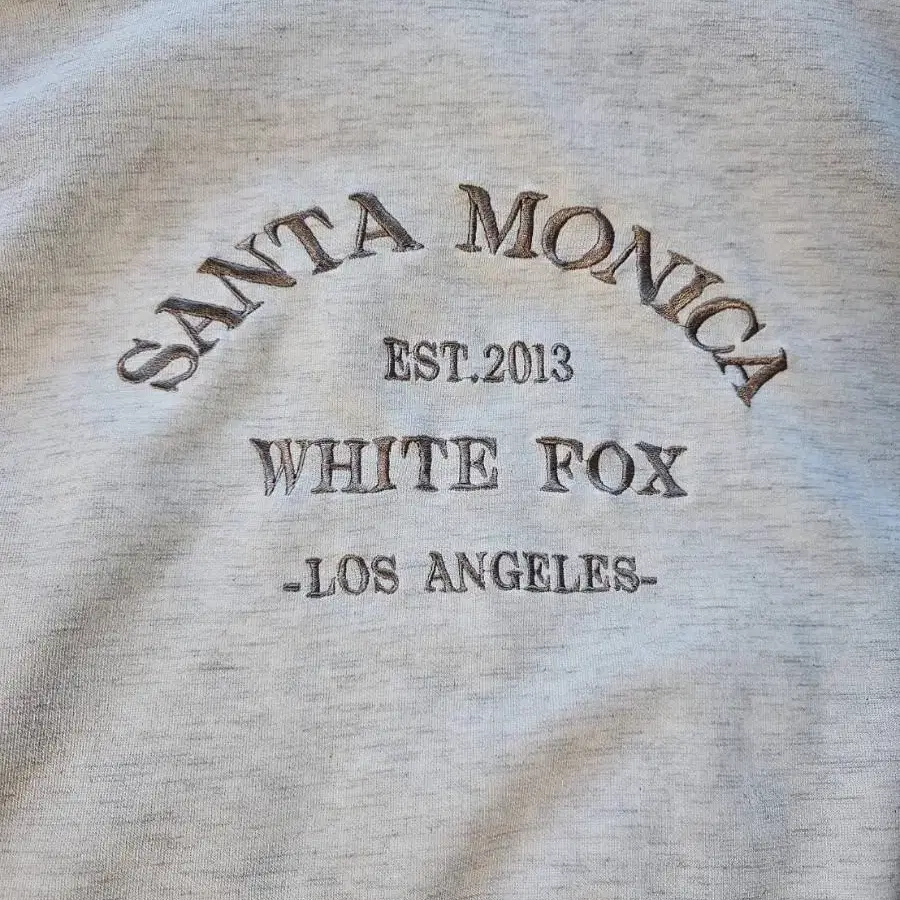 SANTA MONICA
EST.2013
WHITE FOX
-LOS ANGELES-